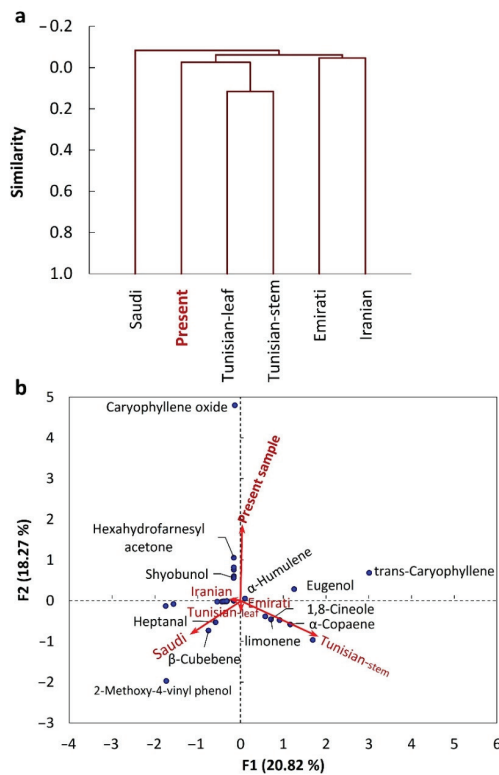 a
−0.2
0.0
0.2
0.4
0.6
0.8
1.0
Similarity
Saudi
Present
Tunisian-leaf
Tunisian-stem
Emirati
Iranian
b
5
4
3
2
1
0
−1
−2
−3
F2 (18.27 %)
Caryophyllene oxide
Present sample
Hexahydrofarnesyl
acetone
Shyobunol
α-Humulene
trans-Caryophyllene
Eugenol
Iranian
Emirati
Tunisian-leaf
1,8-Cineole
Heptanal
α-Copaene
limonene
Saudi
β-Cubebene
Tunisian-stem
2-Methoxy-4-vinyl phenol
−4 −3 −2 −1 0 1 2 3 4 5 6
F1 (20.82 %)